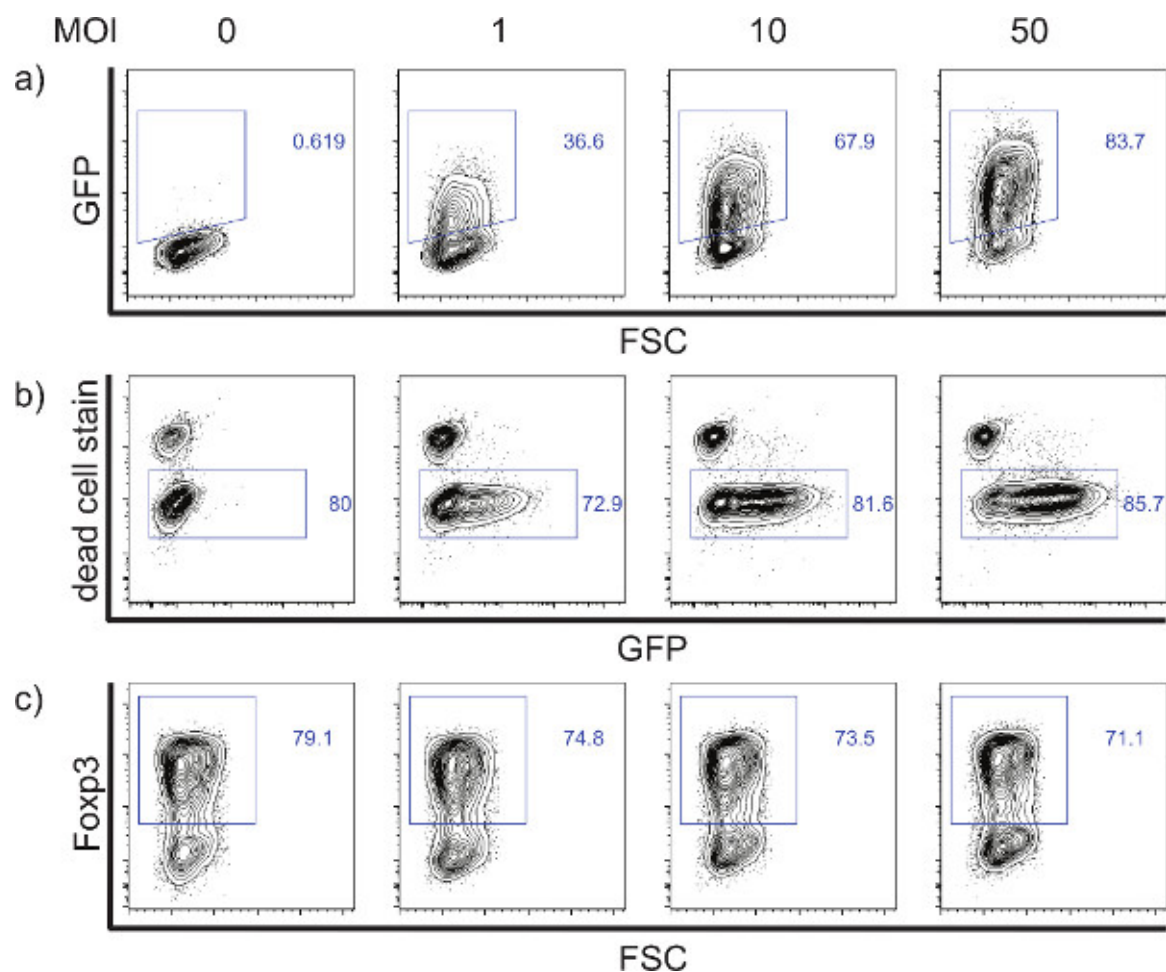 MOI 0 1 10 50
a)
GFP
0.619 36.6 67.9 83.7
FSC
b)
dead cell stain
80 72.9 81.6 85.7
GFP
c)
Foxp3
79.1 74.8 73.5 71.1
FSC